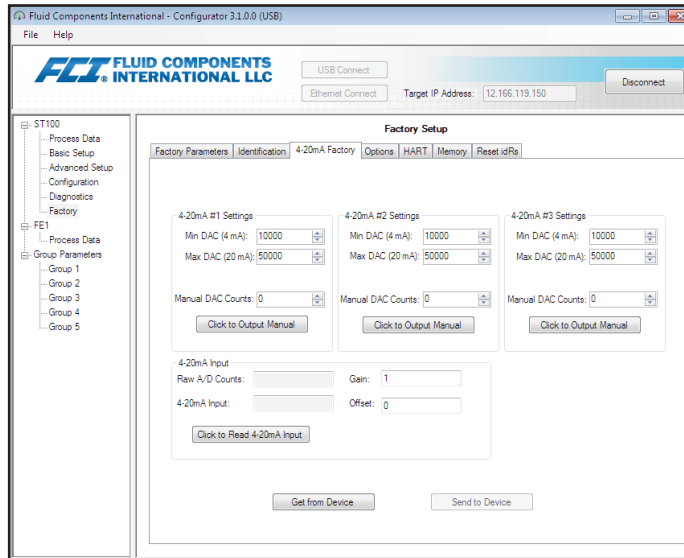 Fluid Components International - Configurator 3.1.0.0 (USB)
File Help
FCI. FLUID COMPONENTS
INTERNATIONAL LLC
USB Connect
Ethernet Connect Target IP Address: 12.166.119.150 Disconnect
ST100
Process Data
Basic Setup
Advanced Setup
Configuration
Diagnostics
Factory
FE1
Process Data
Group Parameters
Group 1
Group 2
Group 3
Group 4
Group 5
Factory Setup
Factory Parameters Identification 4-20mA Factory Options HART Memory Reset idRs
4-20mA #1 Settings 4-20mA #2 Settings 4-20mA #3 Settings
Min DAC (4 mA): 10000 Min DAC (4 mA): 10000 Min DAC (4 mA): 10000
Max DAC (20 mA): 50000 Max DAC (20 mA): 50000 Max DAC (20 mA): 50000
Manual DAC Counts: 0 Manual DAC Counts: 0 Manual DAC Counts: 0
Click to Output Manual Click to Output Manual Click to Output Manual
4-20mA Input
Raw A/D Counts: Gain: 1
4-20mA Input: Offset: 0
Click to Read 4-20mA Input
Get from Device Send to Device